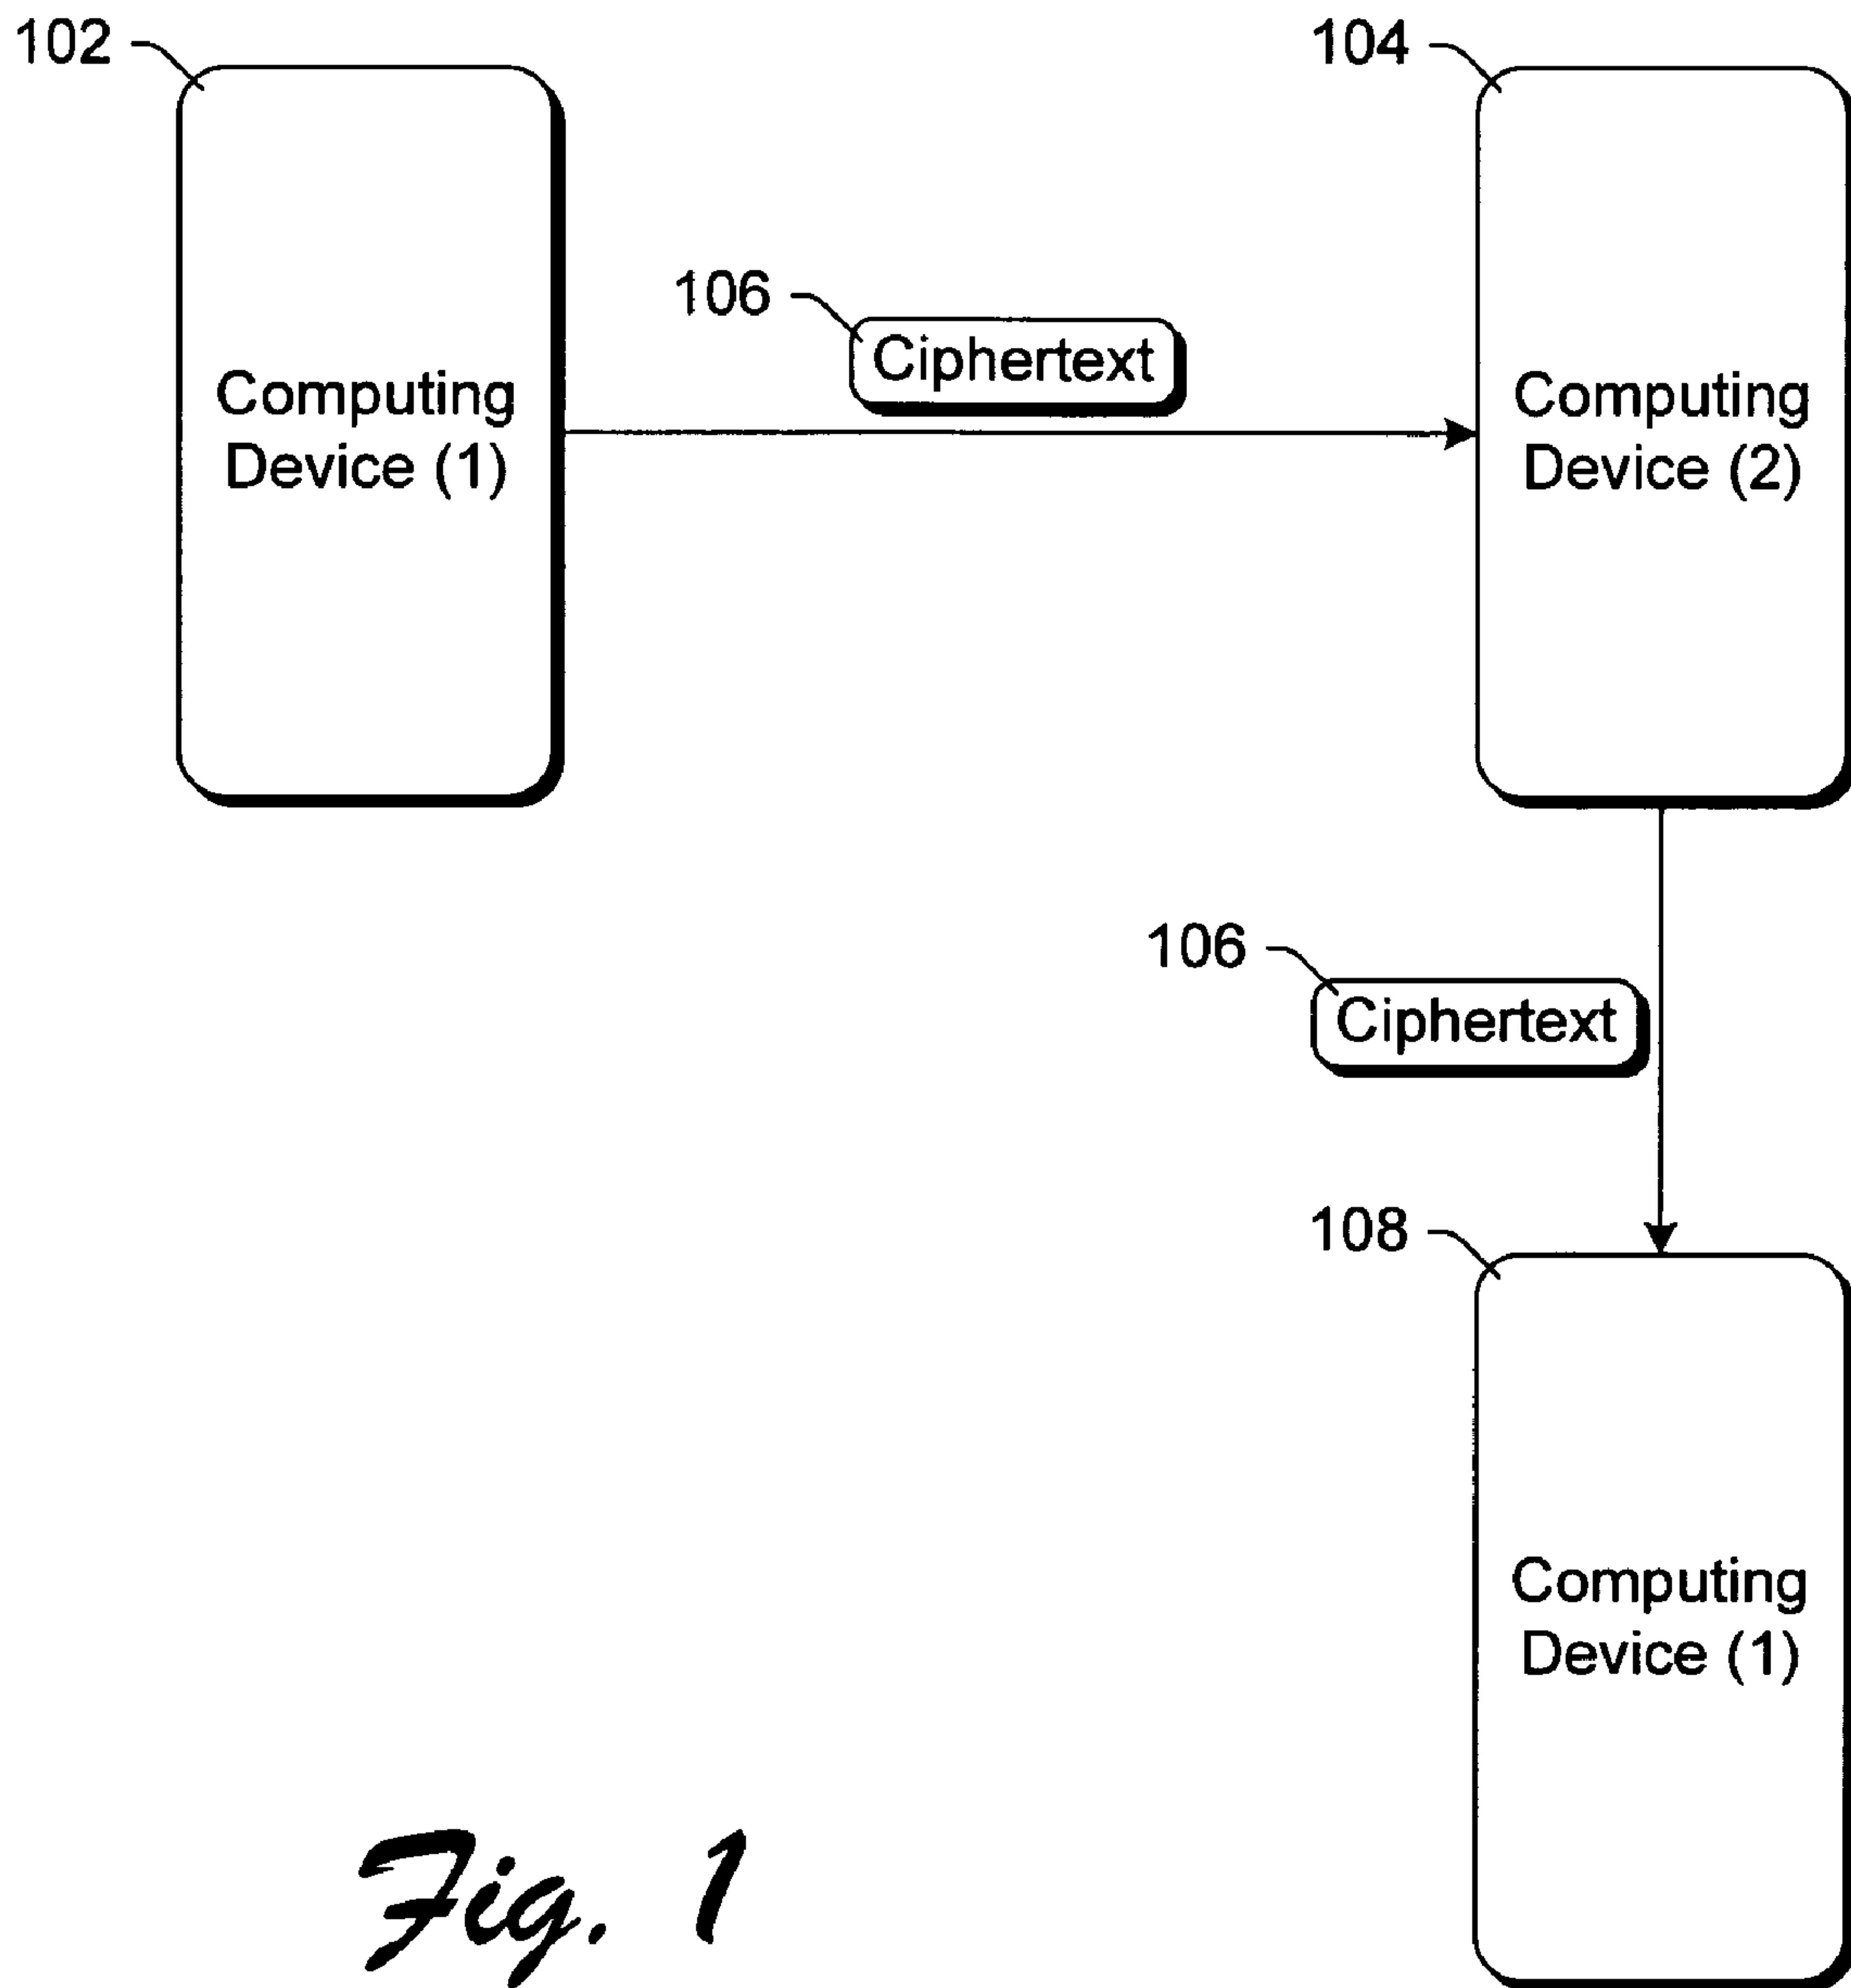 102
104
106
Ciphertext
Computing
Device (1)
Computing
Device (2)
106
Ciphertext
108
Computing
Device (1)
Fig. 1